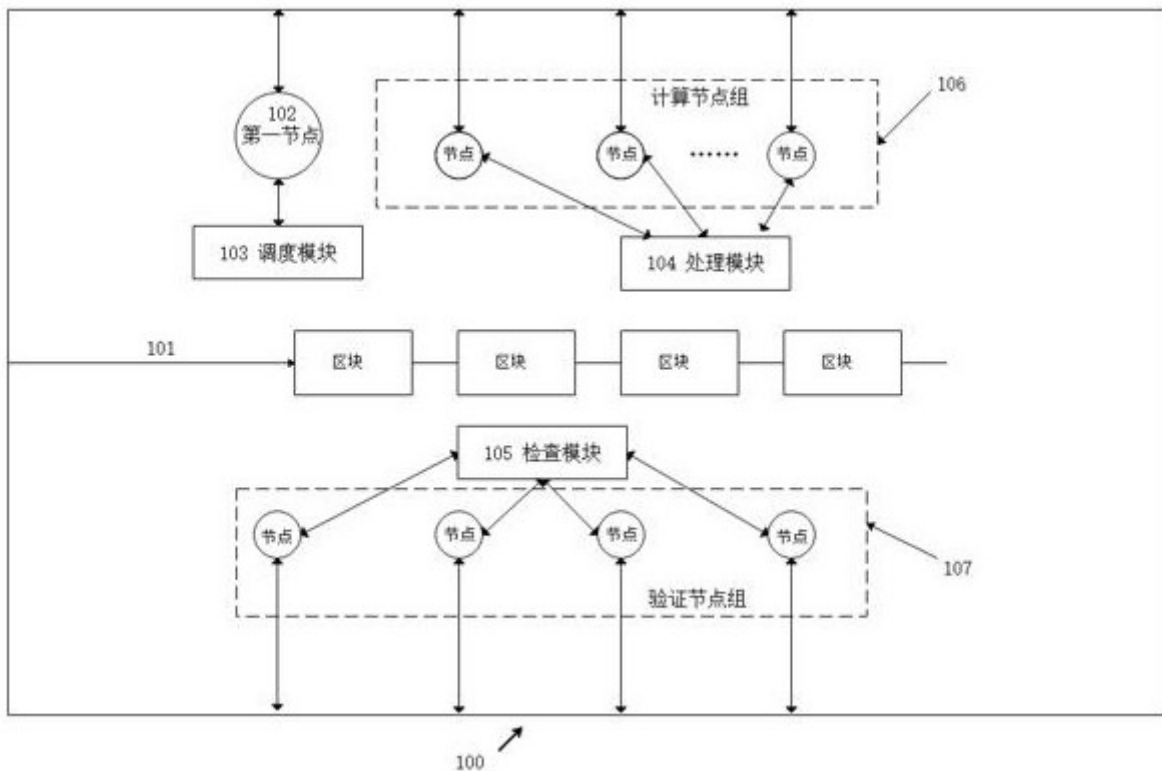 计算节点组
106
102
第一节点
节点
节点
……
节点
103 调度模块
104 处理模块
101
区块
区块
区块
区块
105 检查模块
节点
节点
节点
节点
107
验证节点组
100